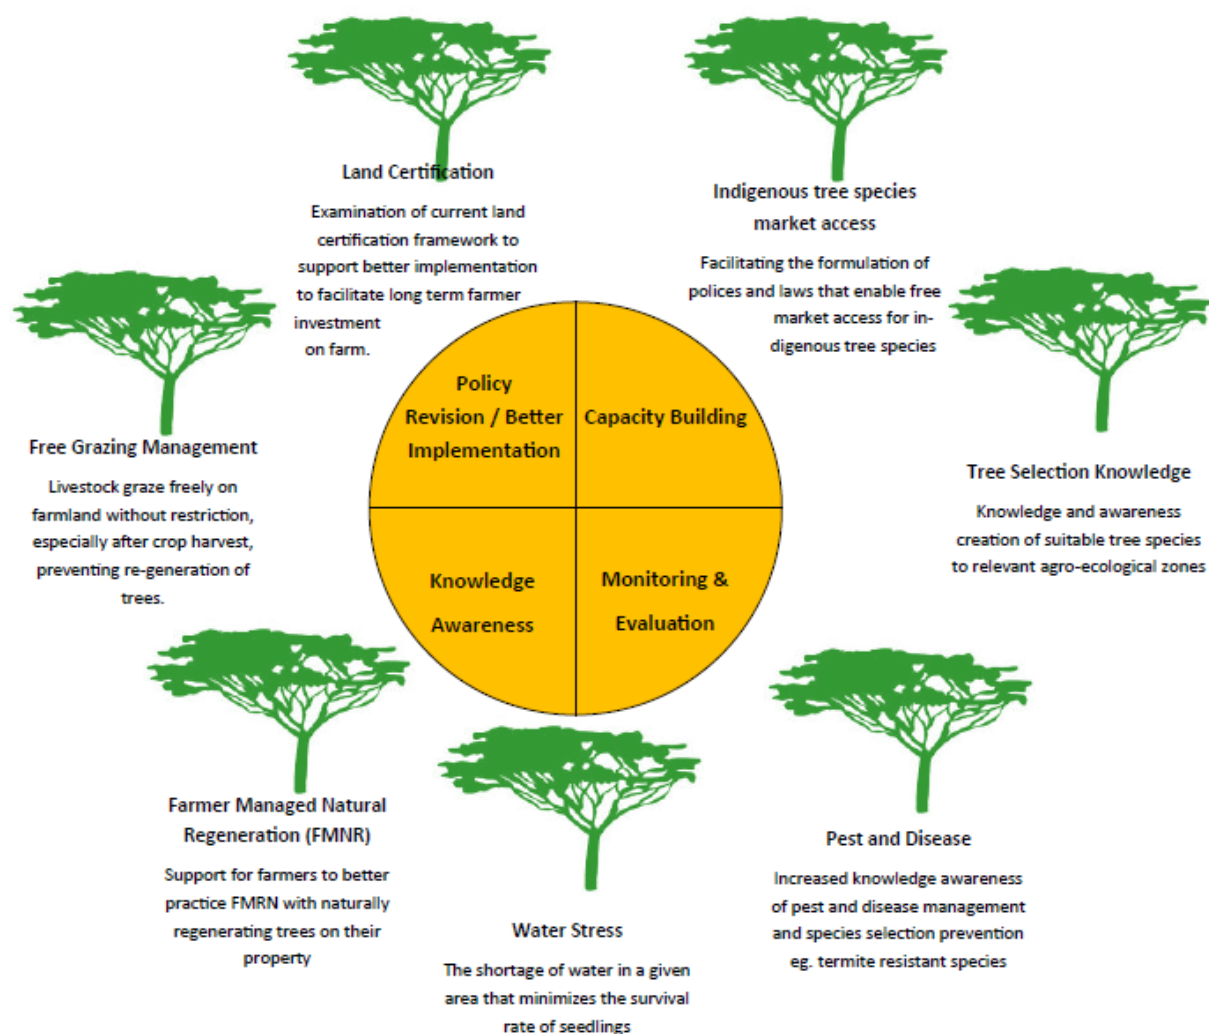 Land Certification
Examination of current land
certification framework to
support better implementation
to facilitate long term farmer
investment
on farm.
Indigenous tree species
market access
Facilitating the formulation of
polices and laws that enable free
market access for in-
digenous tree species
Free Grazing Management
Livestock graze freely on
farmland without restriction,
especially after crop harvest,
preventing re-generation of
trees.
Policy
Revision / Better
Implementation
Capacity Building
Knowledge
Awareness
Monitoring &
Evaluation
Tree Selection Knowledge
Knowledge and awareness
creation of suitable tree species
to relevant agro-ecological zones
Farmer Managed Natural
Regeneration (FMNR)
Support for farmers to better
practice FMRN with naturally
regenerating trees on their
property
Water Stress
The shortage of water in a given
area that minimizes the survival
rate of seedlings
Pest and Disease
Increased knowledge awareness
of pest and disease management
and species selection prevention
eg. termite resistant species